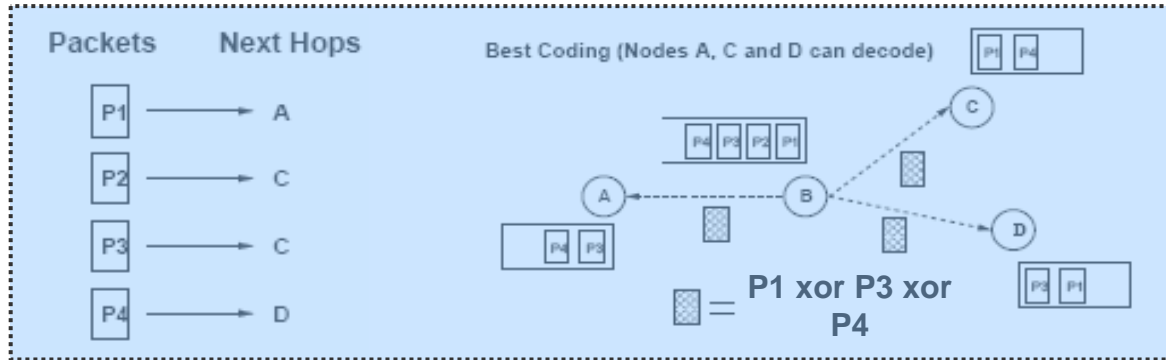 Packets Next Hops
P1 A
P2 C
P3 C
P4 D
Best Coding (Nodes A, C and D can decode)
P1 P4
C
P4 P3 P2 P1
A
B
D
P4 P3
P3 P1
= P1 xor P3 xor
P4